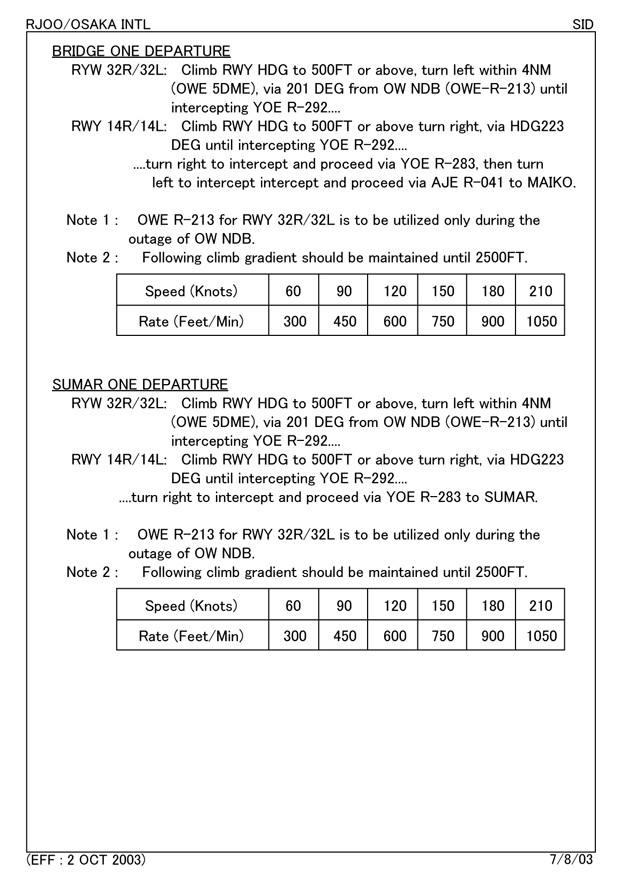 RJOO/OSAKA INTL SID
BRIDGE ONE DEPARTURE
RYW 32R/32L: Climb RWY HDG to 500FT or above, turn left within 4NM
(OWE 5DME), via 201 DEG from OW NDB (OWE-R-213) until
intercepting YOE R-292....
RWY 14R/14L: Climb RWY HDG to 500FT or above turn right, via HDG223
DEG until intercepting YOE R-292....
....turn right to intercept and proceed via YOE R-283, then turn
left to intercept intercept and proceed via AJE R-041 to MAIKO.
Note 1 : OWE R-213 for RWY 32R/32L is to be utilized only during the
outage of OW NDB.
Note 2 : Following climb gradient should be maintained until 2500FT.
Speed (Knots) 60 90 120 150 180 210
Rate (Feet/Min) 300 450 600 750 900 1050
SUMAR ONE DEPARTURE
RYW 32R/32L: Climb RWY HDG to 500FT or above, turn left within 4NM
(OWE 5DME), via 201 DEG from OW NDB (OWE-R-213) until
intercepting YOE R-292....
RWY 14R/14L: Climb RWY HDG to 500FT or above turn right, via HDG223
DEG until intercepting YOE R-292....
....turn right to intercept and proceed via YOE R-283 to SUMAR.
Note 1 : OWE R-213 for RWY 32R/32L is to be utilized only during the
outage of OW NDB.
Note 2 : Following climb gradient should be maintained until 2500FT.
Speed (Knots) 60 90 120 150 180 210
Rate (Feet/Min) 300 450 600 750 900 1050
(EFF : 2 OCT 2003) 7/8/03